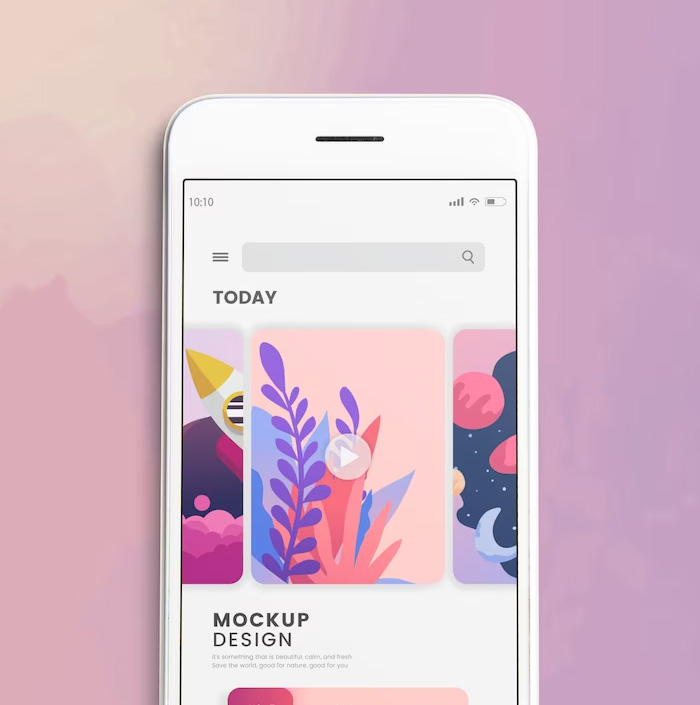 10:10
TODAY
MOCKUP
DESIGN
It's something that is beautiful, calm, and fresh
Save the world, good for nature, good for you